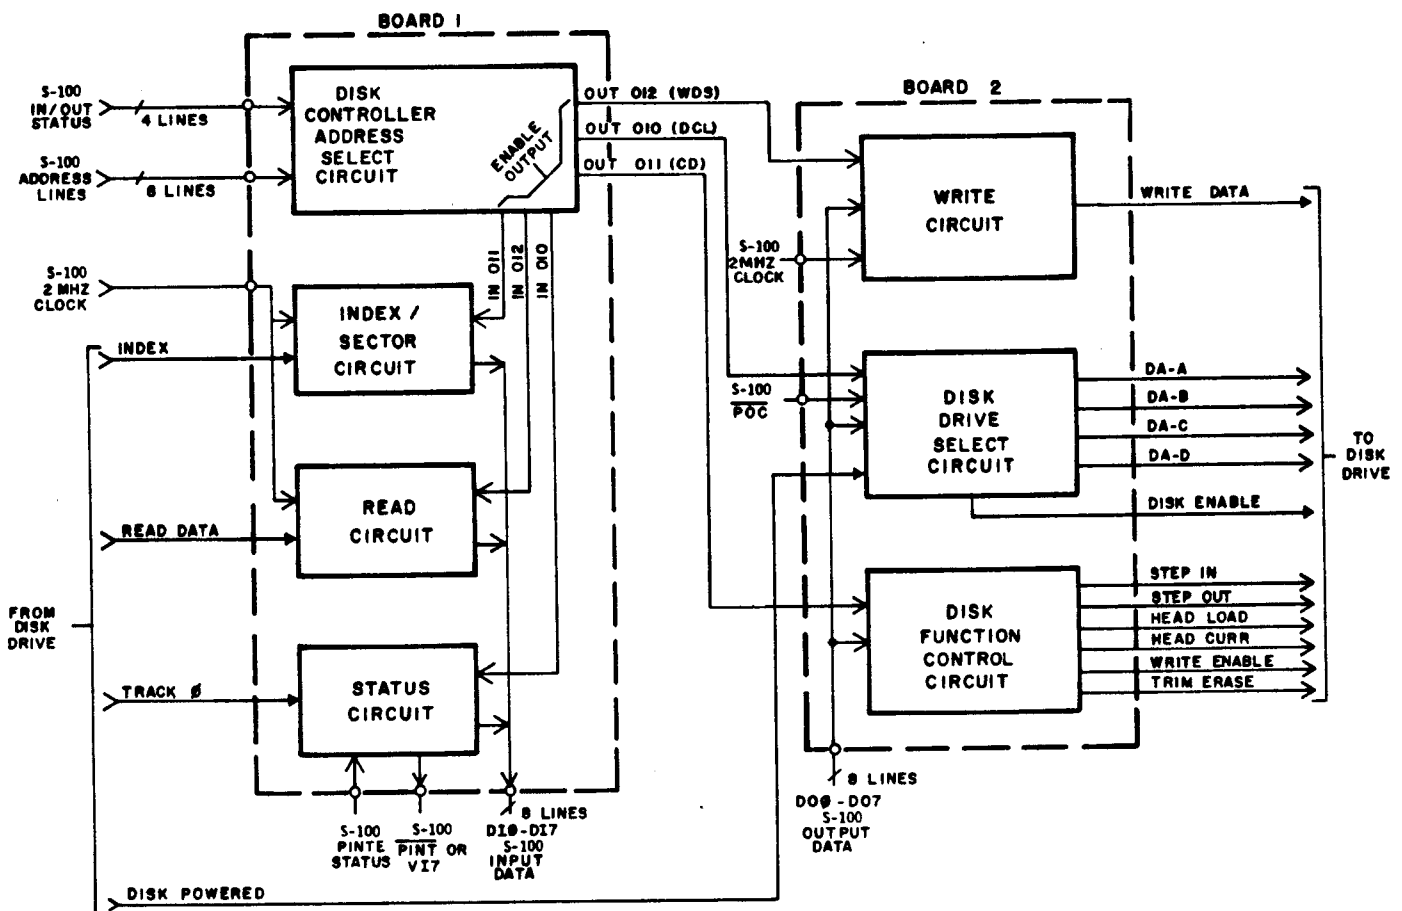 BOARD 1
S-100
IN/OUT
STATUS
4 LINES
S-100
ADDRESS
LINES
8 LINES
DISK
CONTROLLER
ADDRESS
SELECT
CIRCUIT
ENABLE
OUTPUT
OUT 012 (WDS)
OUT 010 (DCL)
OUT 011 (CD)
IN 011
IN 012
IN 010
S-100
2 MHZ
CLOCK
INDEX
INDEX /
SECTOR
CIRCUIT
READ DATA
READ
CIRCUIT
FROM
DISK
DRIVE
TRACK Ø
STATUS
CIRCUIT
S-100
PINTE
STATUS
S-100
PINT OR
VI7
8 LINES
DIØ-DI7
S-100
INPUT
DATA
DISK POWERED
BOARD 2
WRITE
CIRCUIT
S-100
2MHZ
CLOCK
WRITE DATA
S-100
POC
DISK
DRIVE
SELECT
CIRCUIT
DA-A
DA-B
DA-C
DA-D
DISK ENABLE
TO
DISK
DRIVE
DISK
FUNCTION
CONTROL
CIRCUIT
STEP IN
STEP OUT
HEAD LOAD
HEAD CURR
WRITE ENABLE
TRIM ERASE
8 LINES
DOØ-DO7
S-100
OUTPUT
DATA